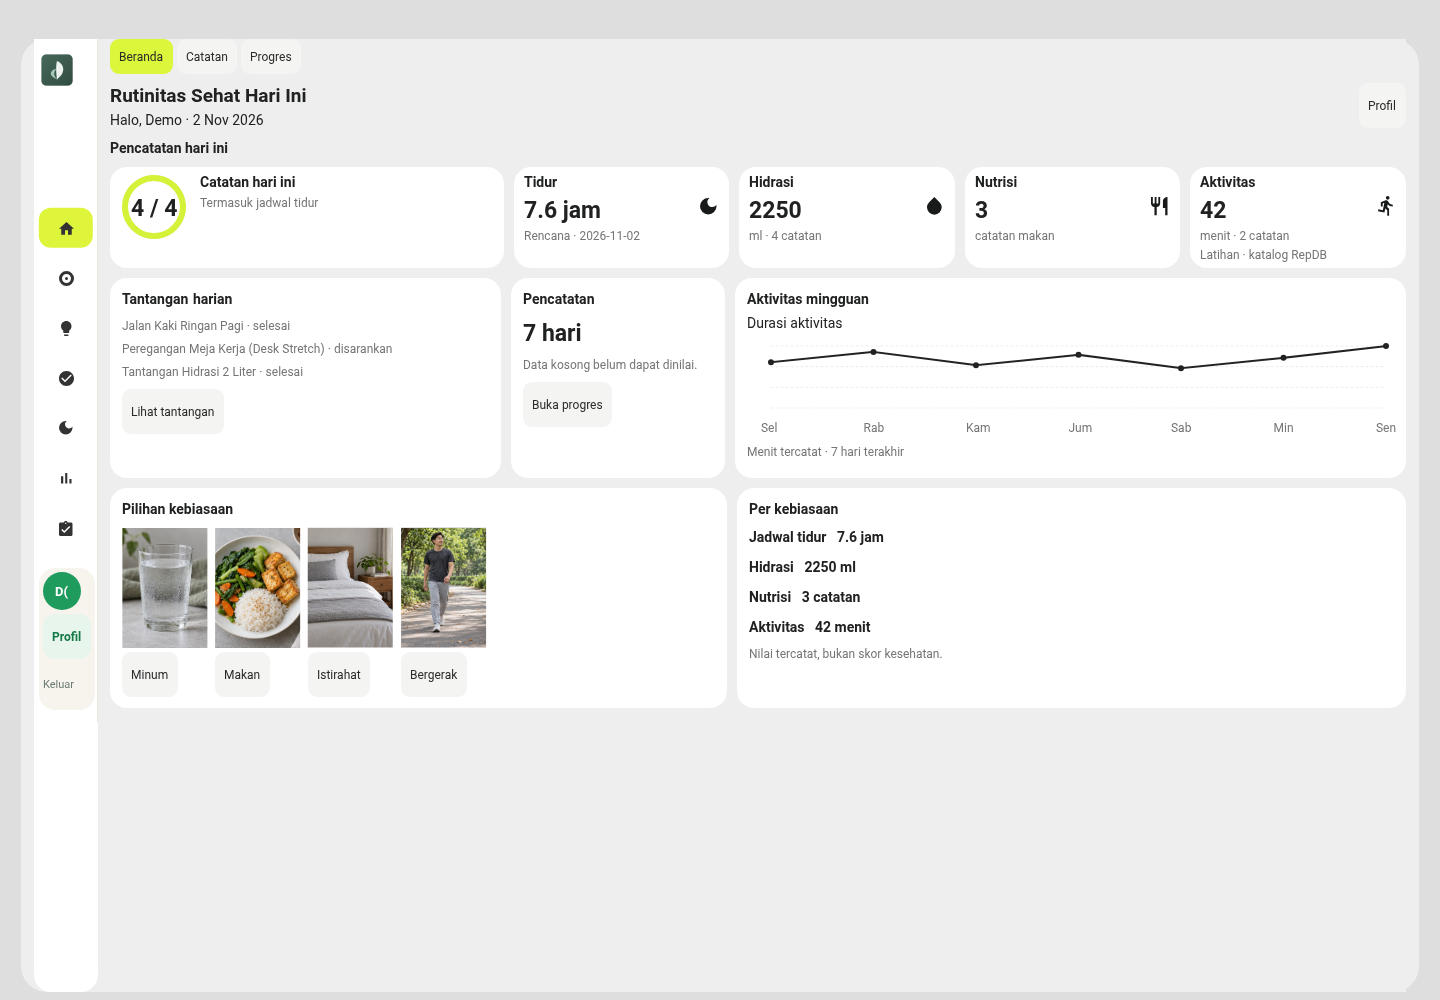 Beranda
Catatan
Progres
Rutinitas Sehat Hari Ini
Halo, Demo · 2 Nov 2026
Profil
Pencatatan hari ini
4 / 4
Catatan hari ini
Termasuk jadwal tidur
Tidur
7.6 jam
Rencana · 2026-11-02
Hidrasi
2250
ml · 4 catatan
Nutrisi
3
catatan makan
Aktivitas
42
menit · 2 catatan
Latihan · katalog RepDB
Tantangan harian
Jalan Kaki Ringan Pagi · selesai
Peregangan Meja Kerja (Desk Stretch) · disarankan
Tantangan Hidrasi 2 Liter · selesai
Lihat tantangan
Pencatatan
7 hari
Data kosong belum dapat dinilai.
Buka progres
Aktivitas mingguan
Durasi aktivitas
Sel
Rab
Kam
Jum
Sab
Min
Sen
Menit tercatat · 7 hari terakhir
Pilihan kebiasaan
Minum
Makan
Istirahat
Bergerak
Per kebiasaan
Jadwal tidur 7.6 jam
Hidrasi 2250 ml
Nutrisi 3 catatan
Aktivitas 42 menit
Nilai tercatat, bukan skor kesehatan.
D(
Profil
Keluar